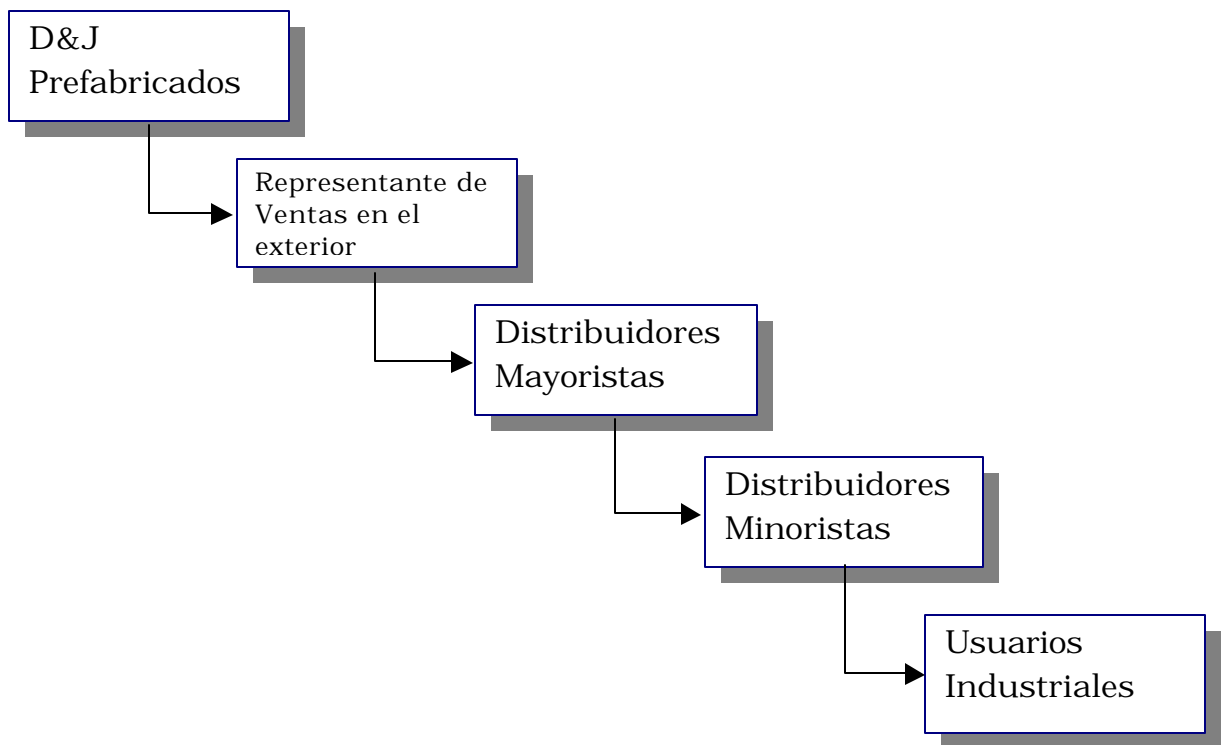 D&J
Prefabricados
Representante de
Ventas en el
exterior
Distribuidores
Mayoristas
Distribuidores
Minoristas
Usuarios
Industriales